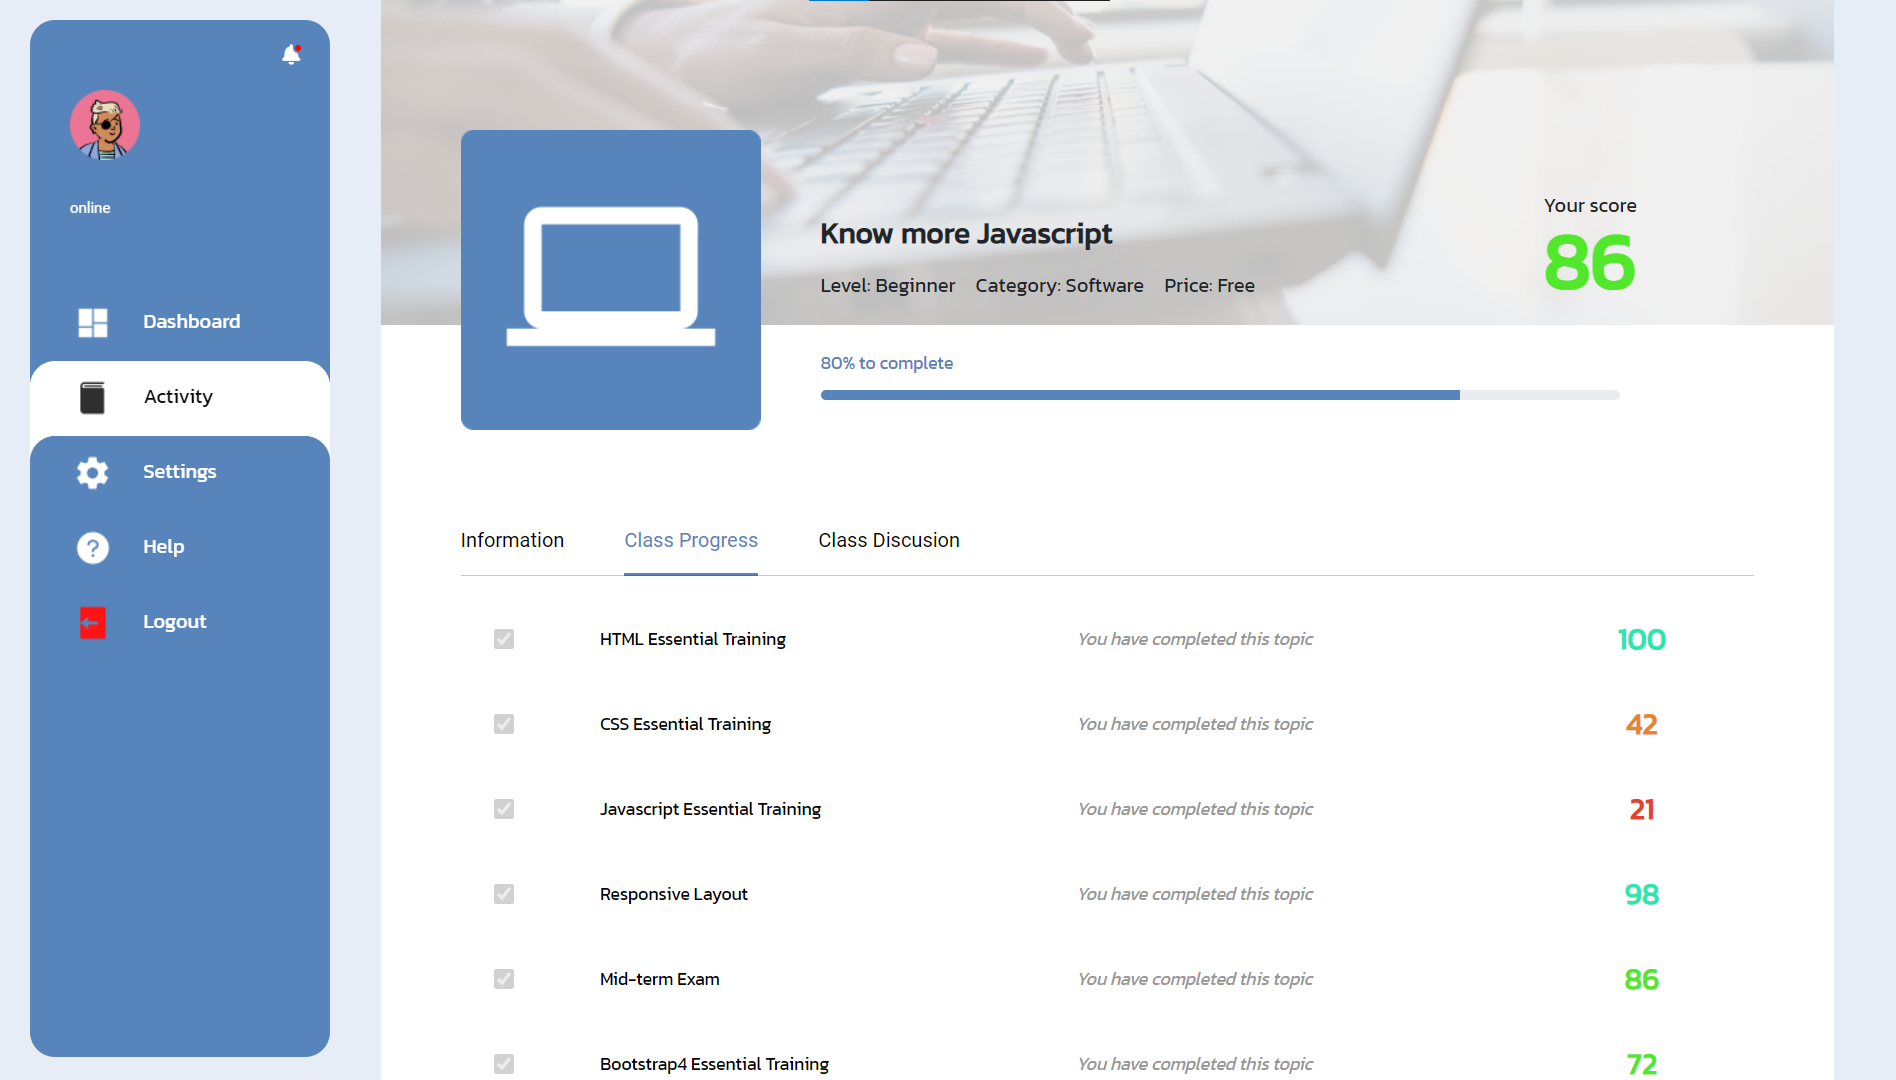 online
Dashboard
Activity
Settings
Help
Logout
Know more Javascript
Level: Beginner Category: Software Price: Free
Your score
86
80% to complete
Information Class Progress Class Discusion
HTML Essential Training You have completed this topic 100
CSS Essential Training You have completed this topic 42
Javascript Essential Training You have completed this topic 21
Responsive Layout You have completed this topic 98
Mid-term Exam You have completed this topic 86
Bootstrap4 Essential Training You have completed this topic 72